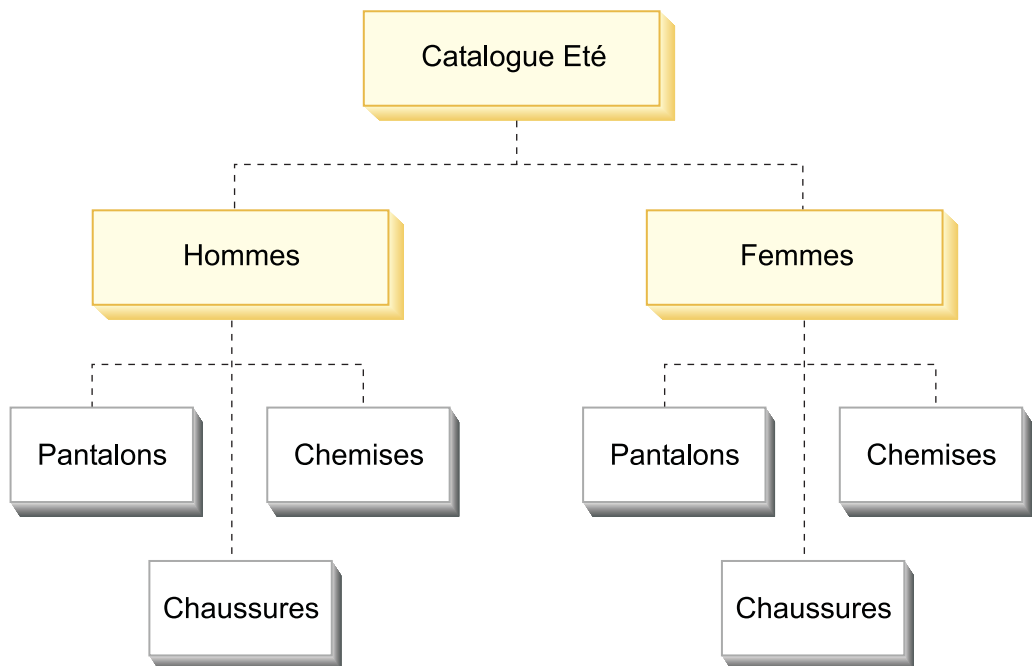 Catalogue Eté
Hommes
Femmes
Pantalons
Chemises
Pantalons
Chemises
Chaussures
Chaussures